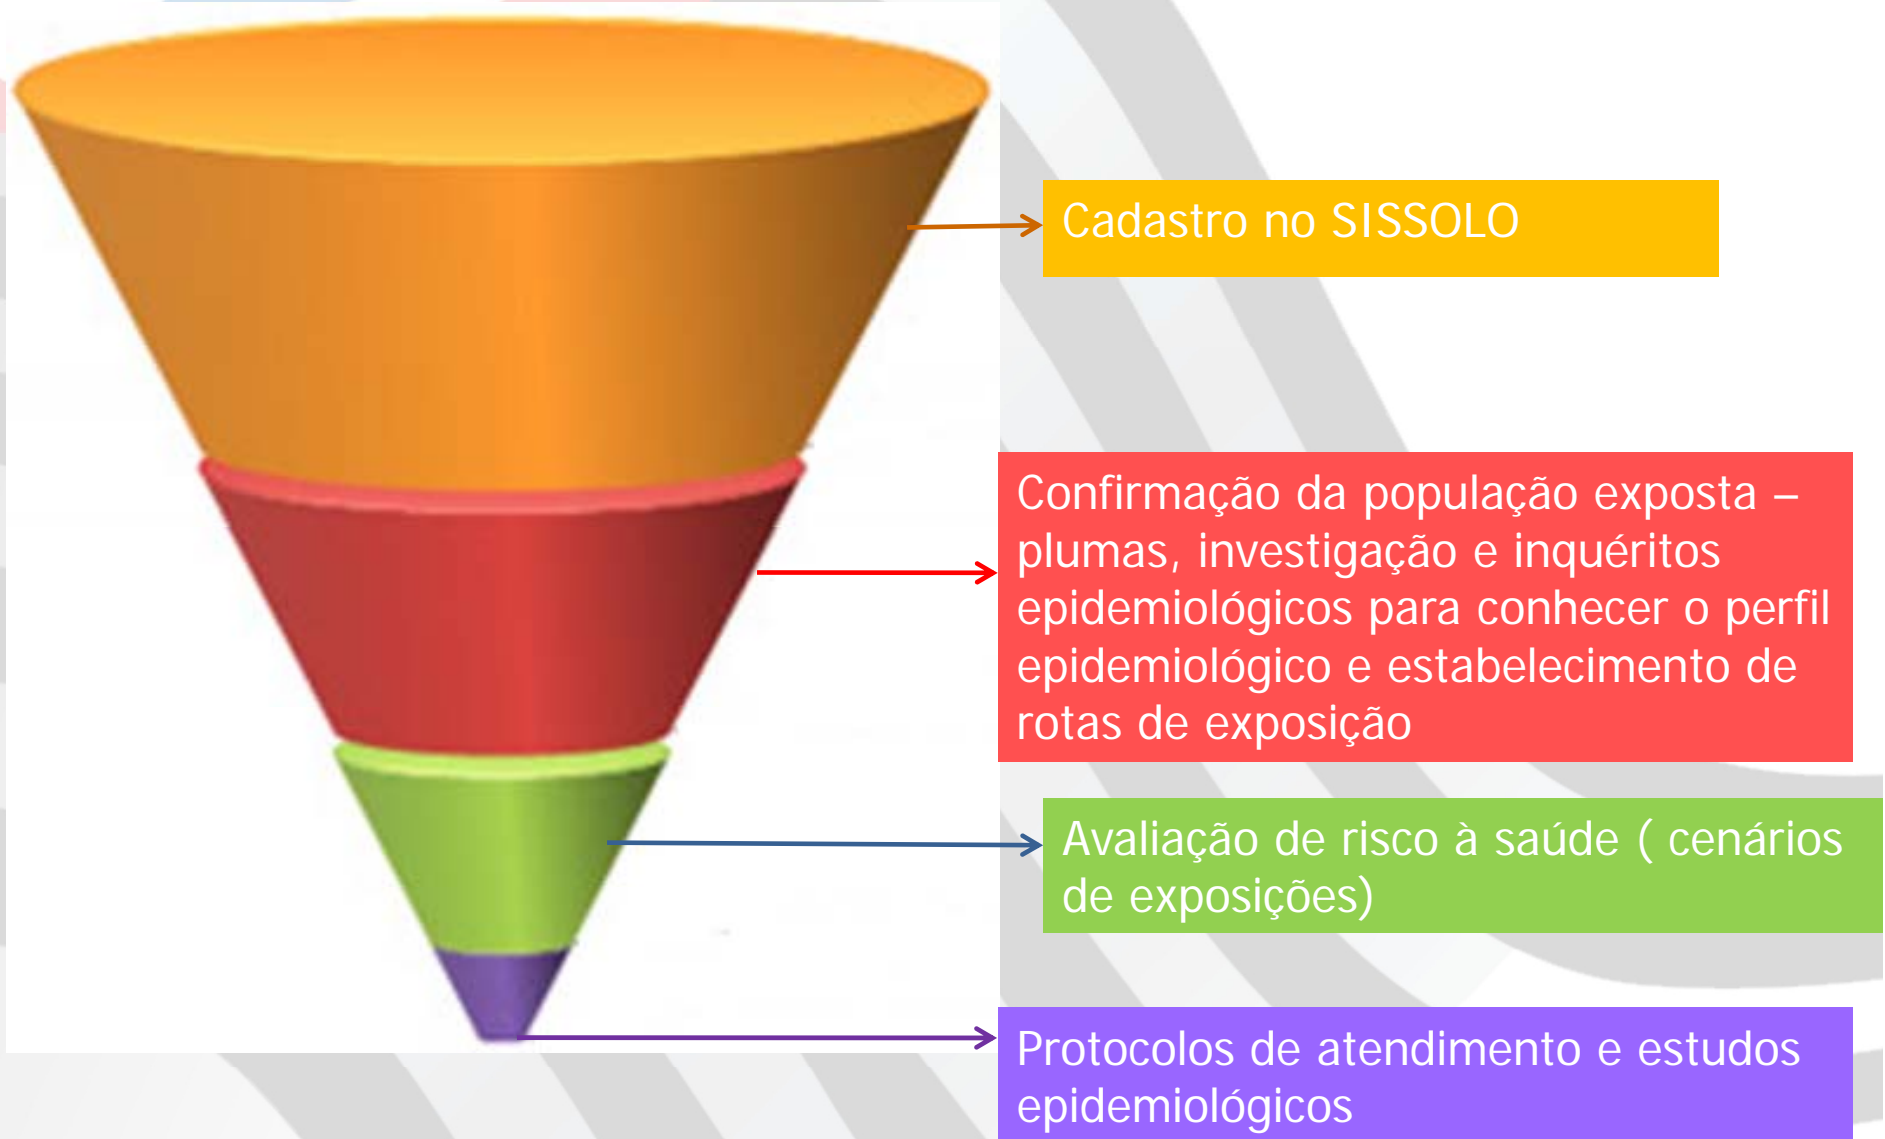 Cadastro no SISSOLO
Confirmação da população exposta –
plumas, investigação e inquéritos
epidemiológicos para conhecer o perfil
epidemiológico e estabelecimento de
rotas de exposição
Avaliação de risco à saúde ( cenários
de exposições)
Protocolos de atendimento e estudos
epidemiológicos